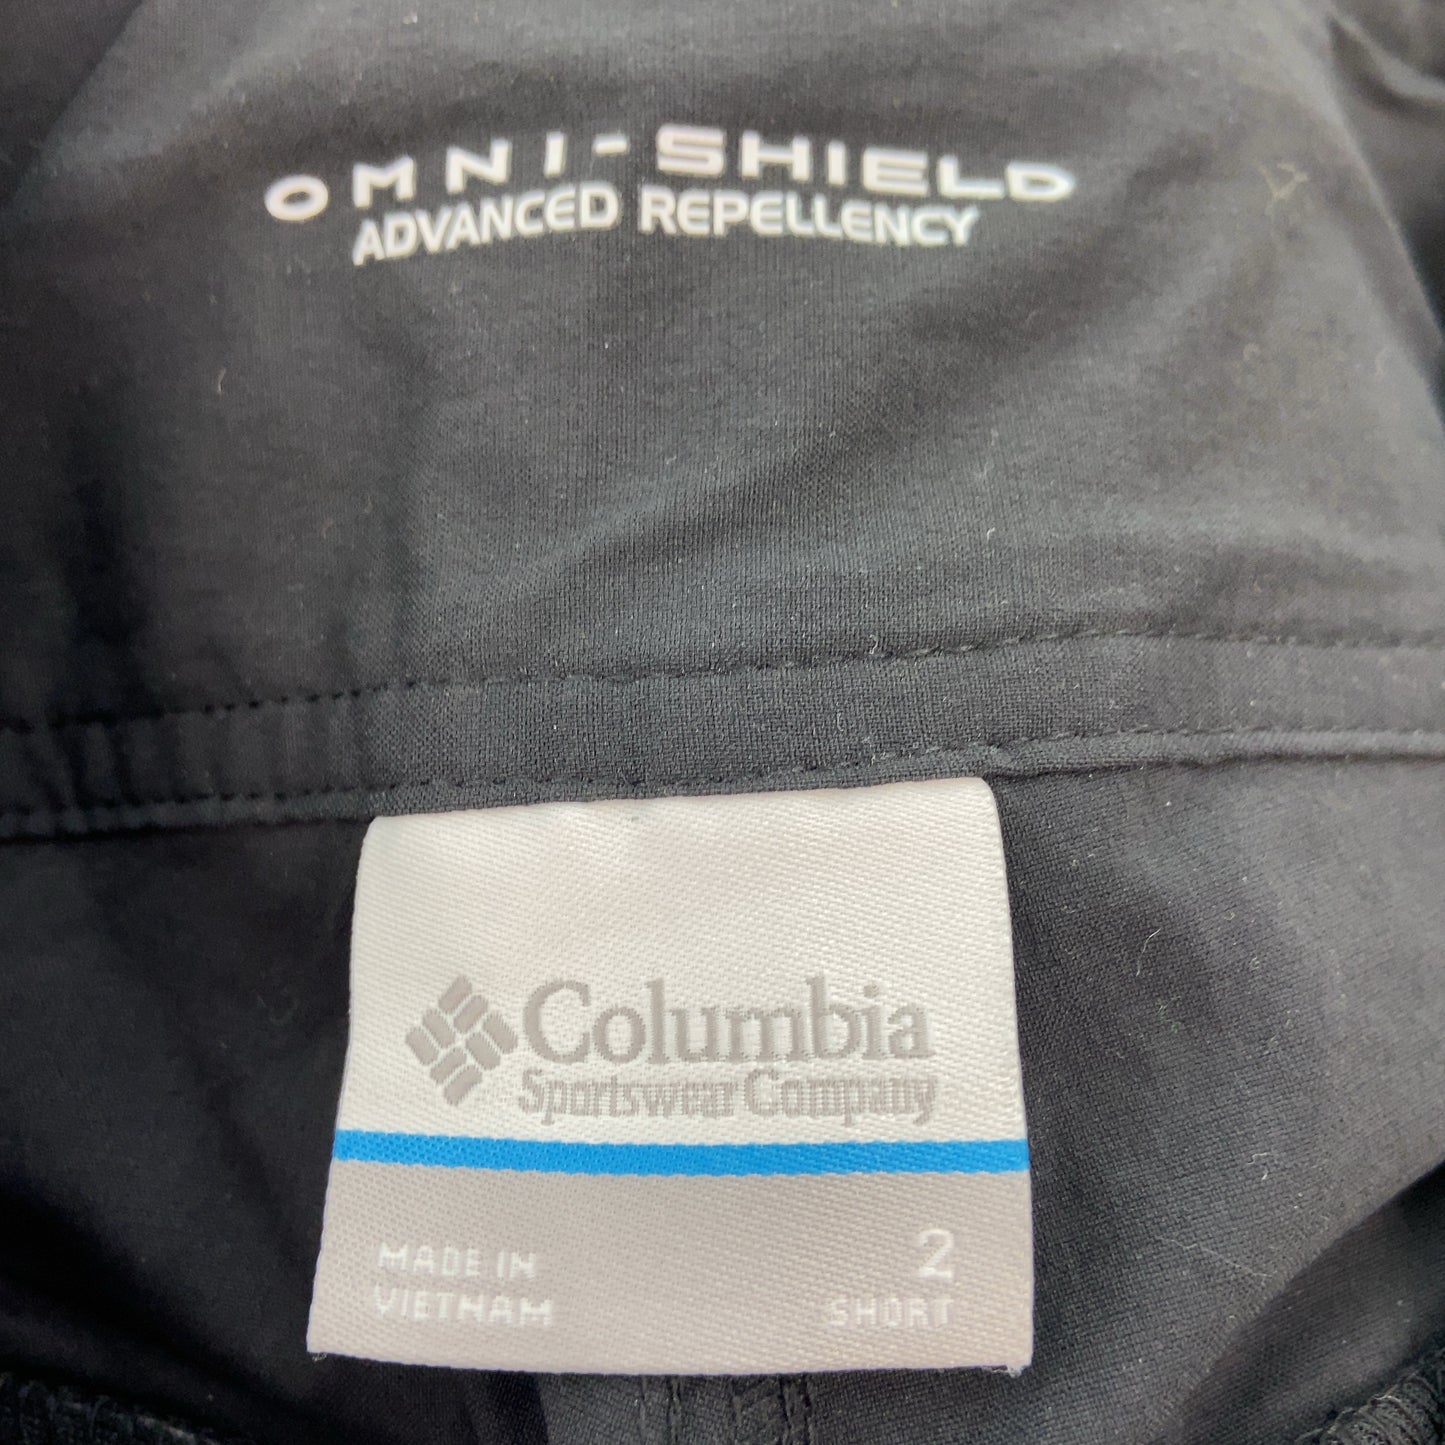 OMNI-SHIELD
ADVANCED REPELLENCY
Columbia
Sportswear Company
MADE IN
VIETNAM
2
SHORT